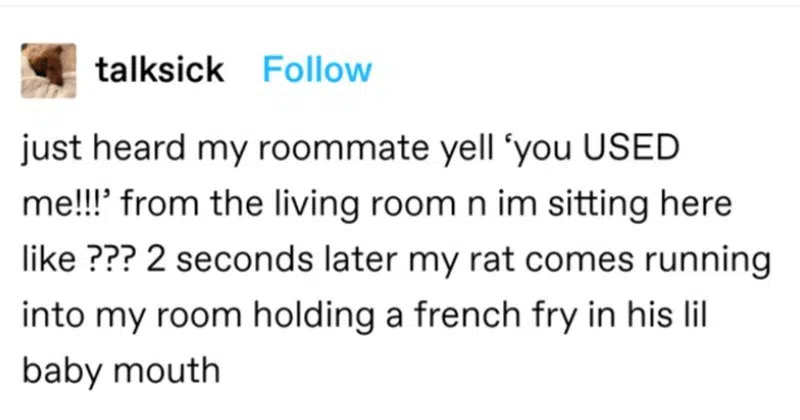 talksick Follow
just heard my roommate yell ‘you USED
me!!!’ from the living room n im sitting here
like ??? 2 seconds later my rat comes running
into my room holding a french fry in his lil
baby mouth